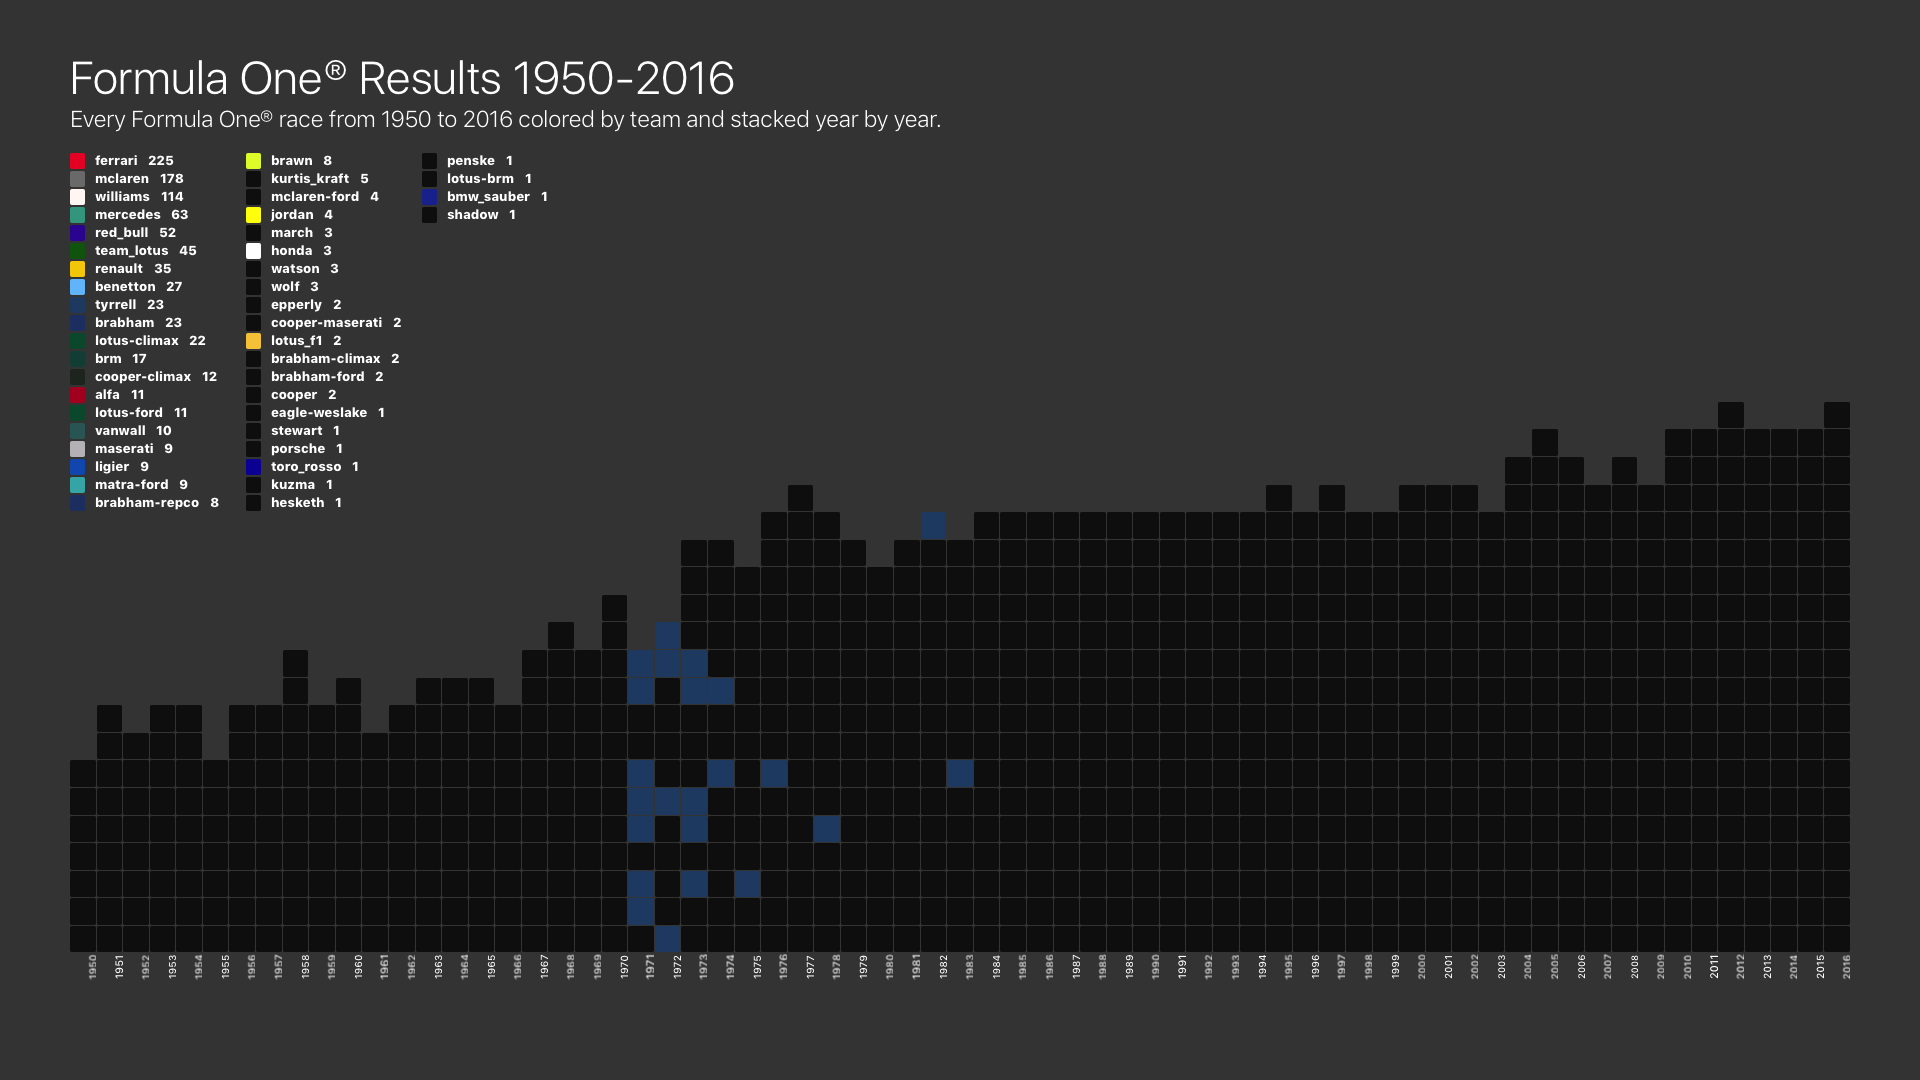 Formula One® Results 1950-2016
Every Formula One® race from 1950 to 2016 colored by team and stacked year by year.
ferrari 225
mclaren 178
williams 114
mercedes 63
red_bull 52
team_lotus 45
renault 35
benetton 27
tyrrell 23
brabham 23
lotus-climax 22
brm 17
cooper-climax 12
alfa 11
lotus-ford 11
vanwall 10
maserati 9
ligier 9
matra-ford 9
brabham-repco 8
brawn 8
kurtis_kraft 5
mclaren-ford 4
jordan 4
march 3
honda 3
watson 3
wolf 3
epperly 2
cooper-maserati 2
lotus_f1 2
brabham-climax 2
brabham-ford 2
cooper 2
eagle-weslake 1
stewart 1
porsche 1
toro_rosso 1
kuzma 1
hesketh 1
penske 1
lotus-brm 1
bmw_sauber 1
shadow 1
1950
1951
1952
1953
1954
1955
1956
1957
1958
1959
1960
1961
1962
1963
1964
1965
1966
1967
1968
1969
1970
1971
1972
1973
1974
1975
1976
1977
1978
1979
1980
1981
1982
1983
1984
1985
1986
1987
1988
1989
1990
1991
1992
1993
1994
1995
1996
1997
1998
1999
2000
2001
2002
2003
2004
2005
2006
2007
2008
2009
2010
2011
2012
2013
2014
2015
2016